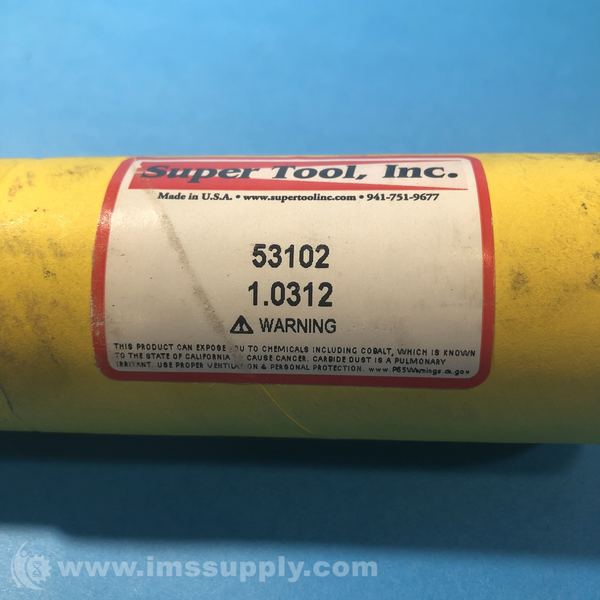 Super Tool, Inc.
Made in U.S.A. • www.supertoolinc.com • 941-751-9677
53102
1.0312
WARNING
THIS PRODUCT CAN EXPOSE YOU TO CHEMICALS INCLUDING COBALT, WHICH IS KNOWN
TO THE STATE OF CALIFORNIA CAUSE CANCER. CARBIDE DUST IS A PULMONARY
IRRITANT. USE PROPER VENTILATION & PERSONAL PROTECTION. www.P65Warnings.ca.gov
www.imssupply.com